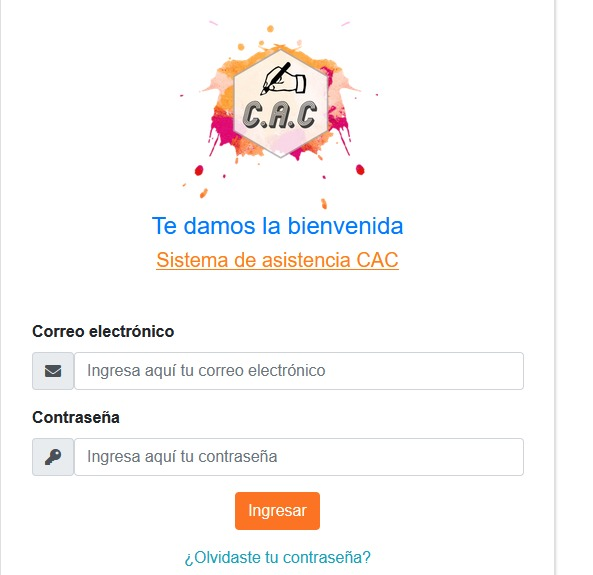 C.A.C
Te damos la bienvenida
Sistema de asistencia CAC
Correo electrónico
Ingresa aquí tu correo electrónico
Contraseña
Ingresa aquí tu contraseña
Ingresar
¿Olvidaste tu contraseña?